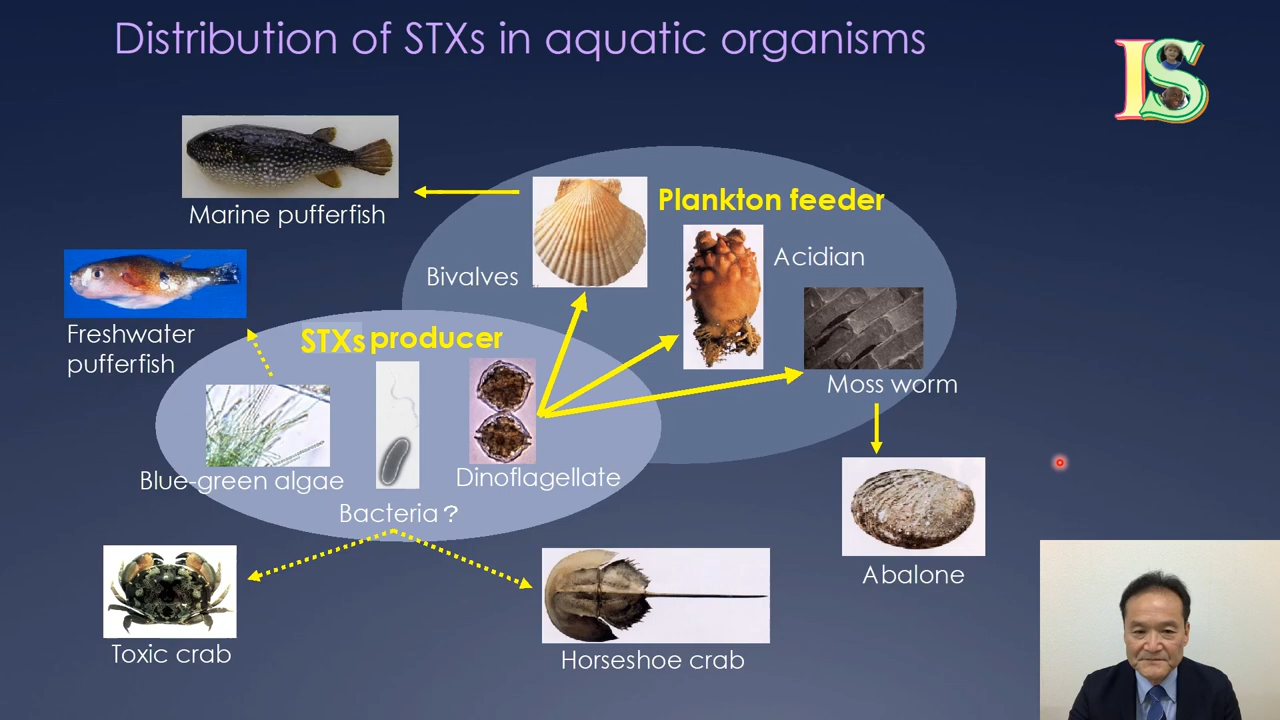 Distribution of STXs in aquatic organisms
IS
Marine pufferfish
Plankton feeder
Acidian
Bivalves
Freshwater
pufferfish
STXs producer
Moss worm
Blue-green algae
Dinoflagellate
Bacteria？
Abalone
Toxic crab
Horseshoe crab